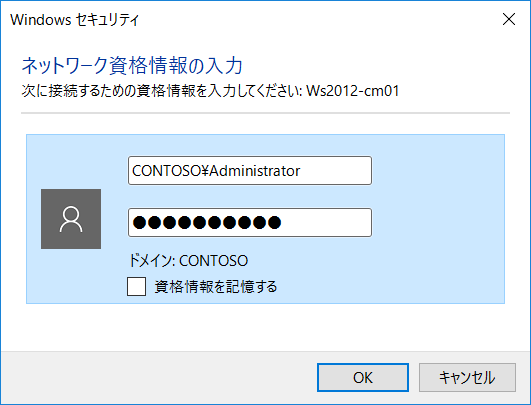 Windows セキュリティ
ネットワーク資格情報の入力
次に接続するための資格情報を入力してください: Ws2012-cm01
CONTOSO¥Administrator
●●●●●●●●●●
ドメイン: CONTOSO
資格情報を記憶する
OK
キャンセル